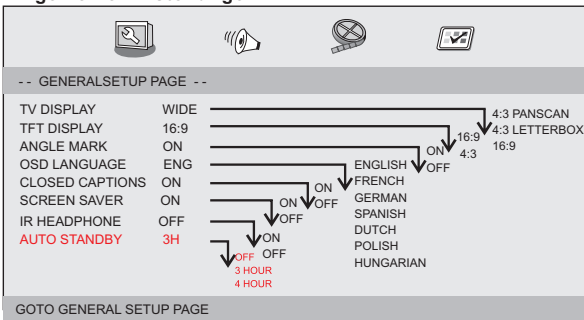 - - GENERALSETUP PAGE - -
TV DISPLAY WIDE
TFT DISPLAY 16:9
ANGLE MARK ON
OSD LANGUAGE ENG
CLOSED CAPTIONS ON
SCREEN SAVER ON
IR HEADPHONE OFF
AUTO STANDBY 3H
4:3 PANSCAN
4:3 LETTERBOX
16:9
16:9
4:3
ON
OFF
ENGLISH
FRENCH
GERMAN
SPANISH
DUTCH
POLISH
HUNGARIAN
ON
OFF
ON
OFF
ON
OFF
OFF
3 HOUR
4 HOUR
GOTO GENERAL SETUP PAGE